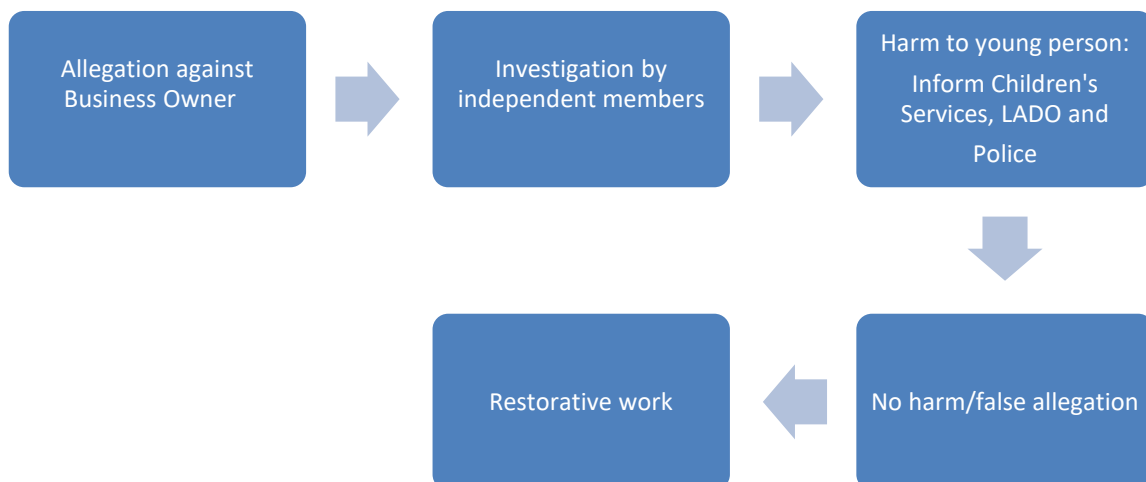 Allegation against
Business Owner
Investigation by
independent members
Harm to young person:
Inform Children's
Services, LADO and
Police
No harm/false allegation
Restorative work